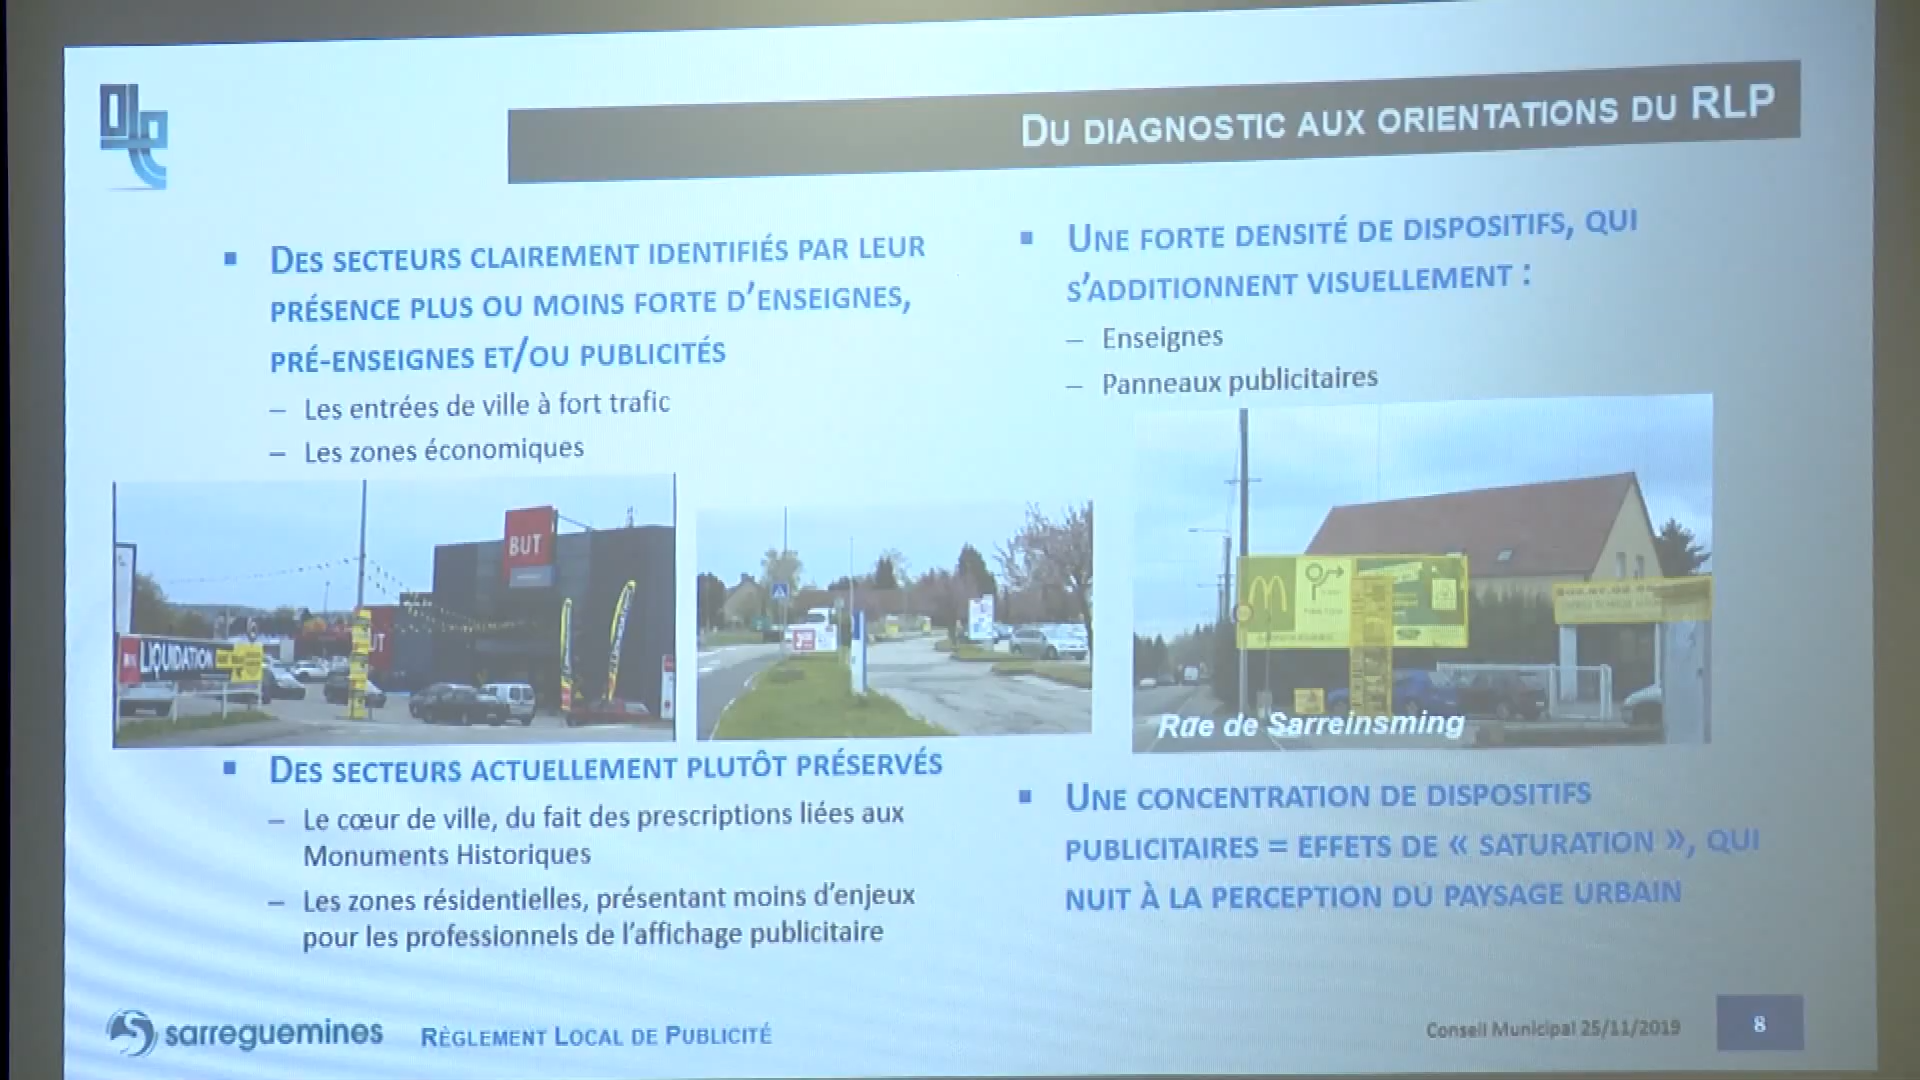 DU DIAGNOSTIC AUX ORIENTATIONS DU RLP
DES SECTEURS CLAIREMENT IDENTIFIÉS PAR LEUR
PRÉSENCE PLUS OU MOINS FORTE D'ENSEIGNES,
PRÉ-ENSEIGNES ET/OU PUBLICITÉS
– Les entrées de ville à fort trafic
– Les zones économiques
BUT
LIQUIDATION
DES SECTEURS ACTUELLEMENT PLUTÔT PRÉSERVÉS
– Le cœur de ville, du fait des prescriptions liées aux
Monuments Historiques
– Les zones résidentielles, présentant moins d'enjeux
pour les professionnels de l'affichage publicitaire
UNE FORTE DENSITÉ DE DISPOSITIFS, QUI
S'ADDITIONNENT VISUELLEMENT :
– Enseignes
– Panneaux publicitaires
Rue de Sarreinsming
UNE CONCENTRATION DE DISPOSITIFS
PUBLICITAIRES = EFFETS DE « SATURATION », QUI
NUIT À LA PERCEPTION DU PAYSAGE URBAIN
sarreguemines
RÈGLEMENT LOCAL DE PUBLICITÉ
Conseil Municipal 25/11/2019
8